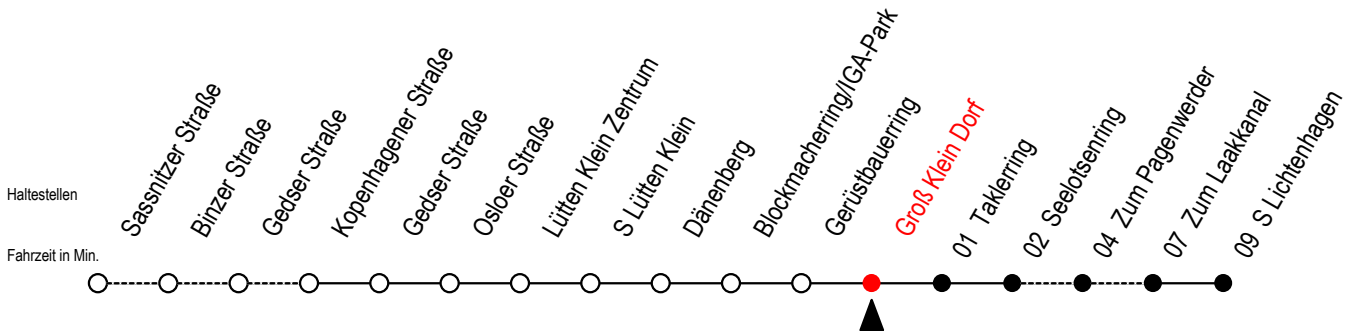 Haltestellen
Fahrzeit in Min.
Sassnitzer Straße
Binzer Straße
Gedser Straße
Kopenhagener Straße
Gedser Straße
Osloer Straße
Lütten Klein Zentrum
S Lütten Klein
Dänenberg
Blockmacherring/IGA-Park
Gerüstbauerring
Groß Klein Dorf
01 Taklerring
02 Seelotsenring
04 Zum Pagenwerder
07 Zum Laakkanal
09 S Lichtenhagen